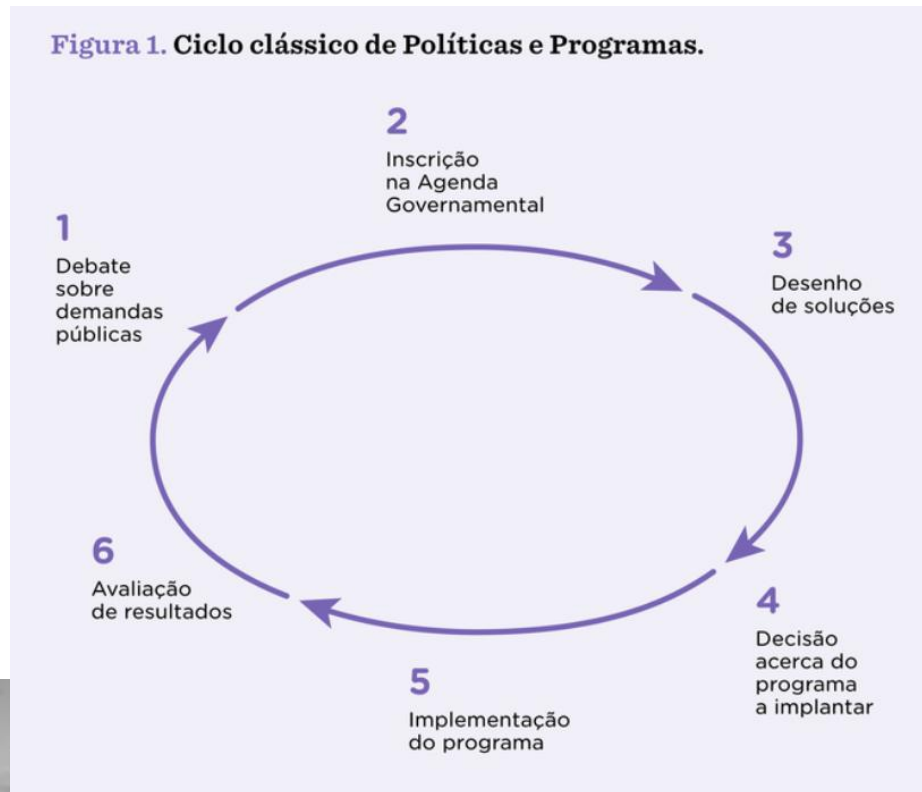 Figura 1. Ciclo clássico de Políticas e Programas.
1
Debate
sobre
demandas
públicas
2
Inscrição
na Agenda
Governamental
3
Desenho
de soluções
4
Decisão
acerca do
programa
a implantar
5
Implementação
do programa
6
Avaliação
de resultados